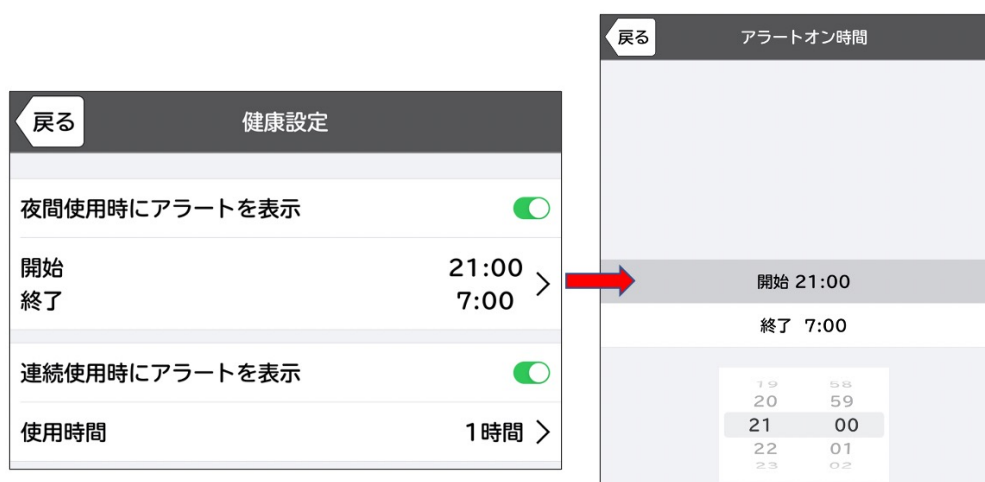 戻る
健康設定
夜間使用時にアラートを表示
開始 21:00
終了 7:00
連続使用時にアラートを表示
使用時間 1時間
戻る
アラートオン時間
開始 21:00
終了 7:00
19 58
20 59
21 00
22 01
23 02